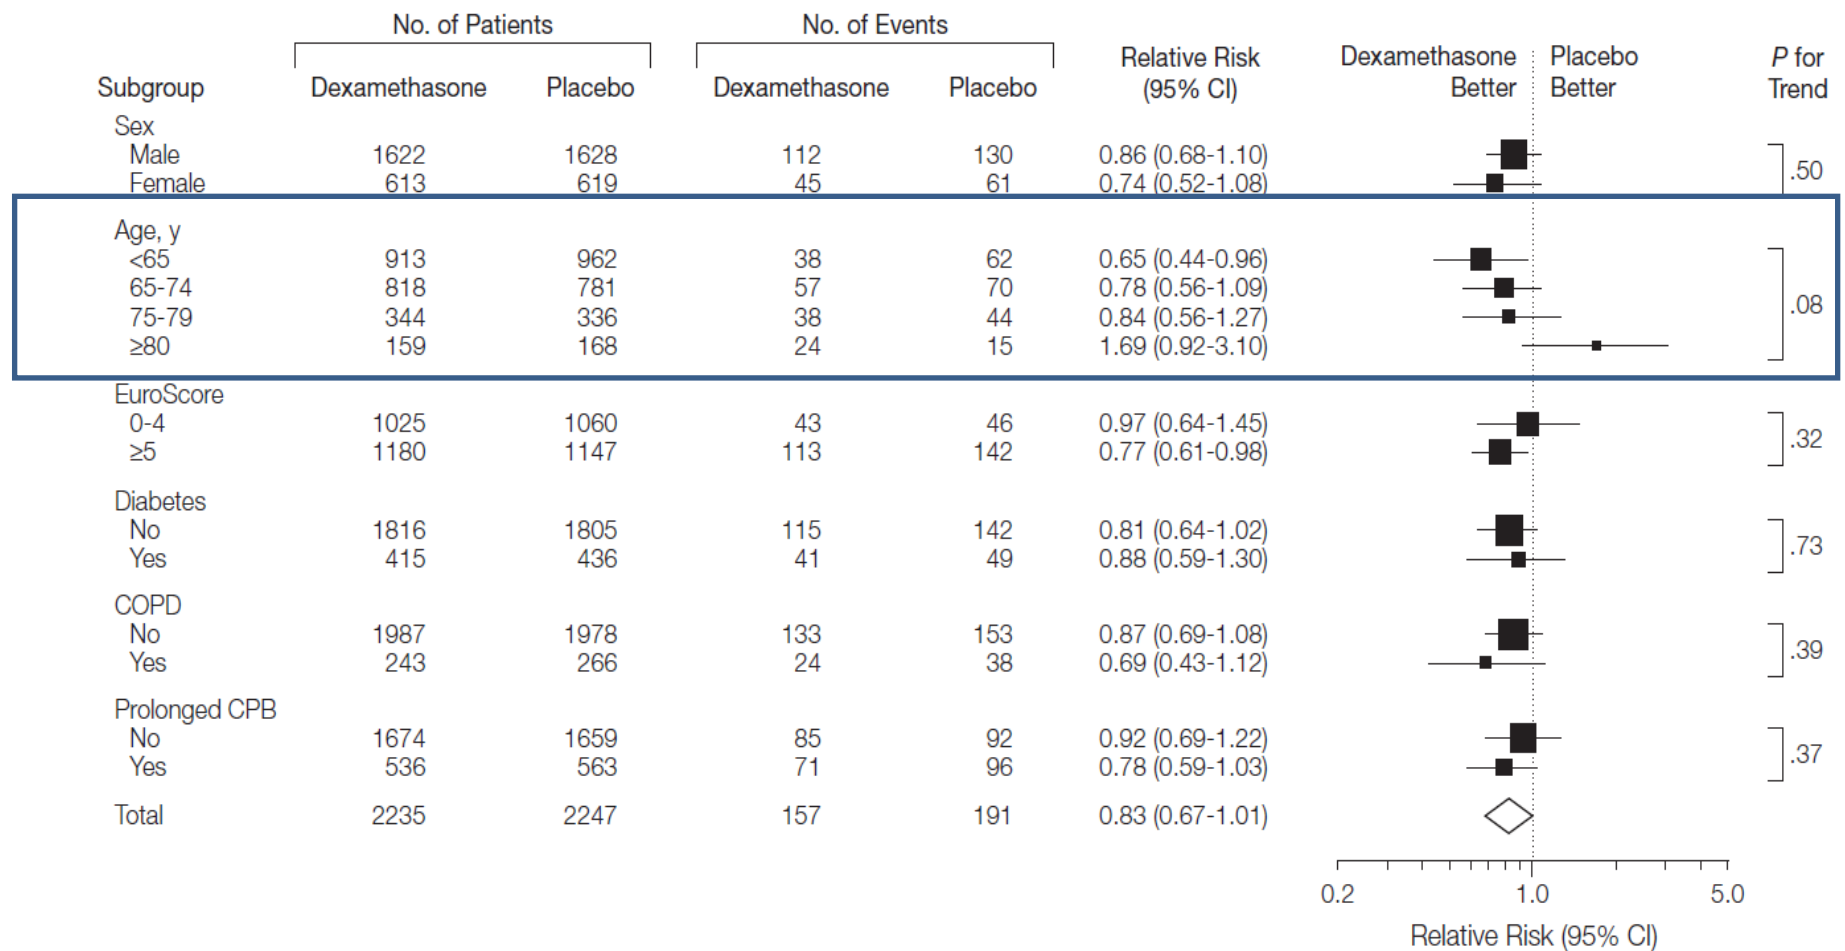 No. of Patients No. of Events
Relative Risk Dexamethasone Placebo P for
Subgroup Dexamethasone Placebo Dexamethasone Placebo (95% CI) Better Better Trend
Sex
Male 1622 1628 112 130 0.86 (0.68-1.10)
.50
Female 613 619 45 61 0.74 (0.52-1.08)
Age, y
<65 913 962 38 62 0.65 (0.44-0.96)
65-74 818 781 57 70 0.78 (0.56-1.09)
.08
75-79 344 336 38 44 0.84 (0.56-1.27)
≥80 159 168 24 15 1.69 (0.92-3.10)
EuroScore
0-4 1025 1060 43 46 0.97 (0.64-1.45)
.32
≥5 1180 1147 113 142 0.77 (0.61-0.98)
Diabetes
No 1816 1805 115 142 0.81 (0.64-1.02)
.73
Yes 415 436 41 49 0.88 (0.59-1.30)
COPD
No 1987 1978 133 153 0.87 (0.69-1.08)
.39
Yes 243 266 24 38 0.69 (0.43-1.12)
Prolonged CPB
No 1674 1659 85 92 0.92 (0.69-1.22)
.37
Yes 536 563 71 96 0.78 (0.59-1.03)
Total 2235 2247 157 191 0.83 (0.67-1.01)
0.2 1.0 5.0
Relative Risk (95% CI)